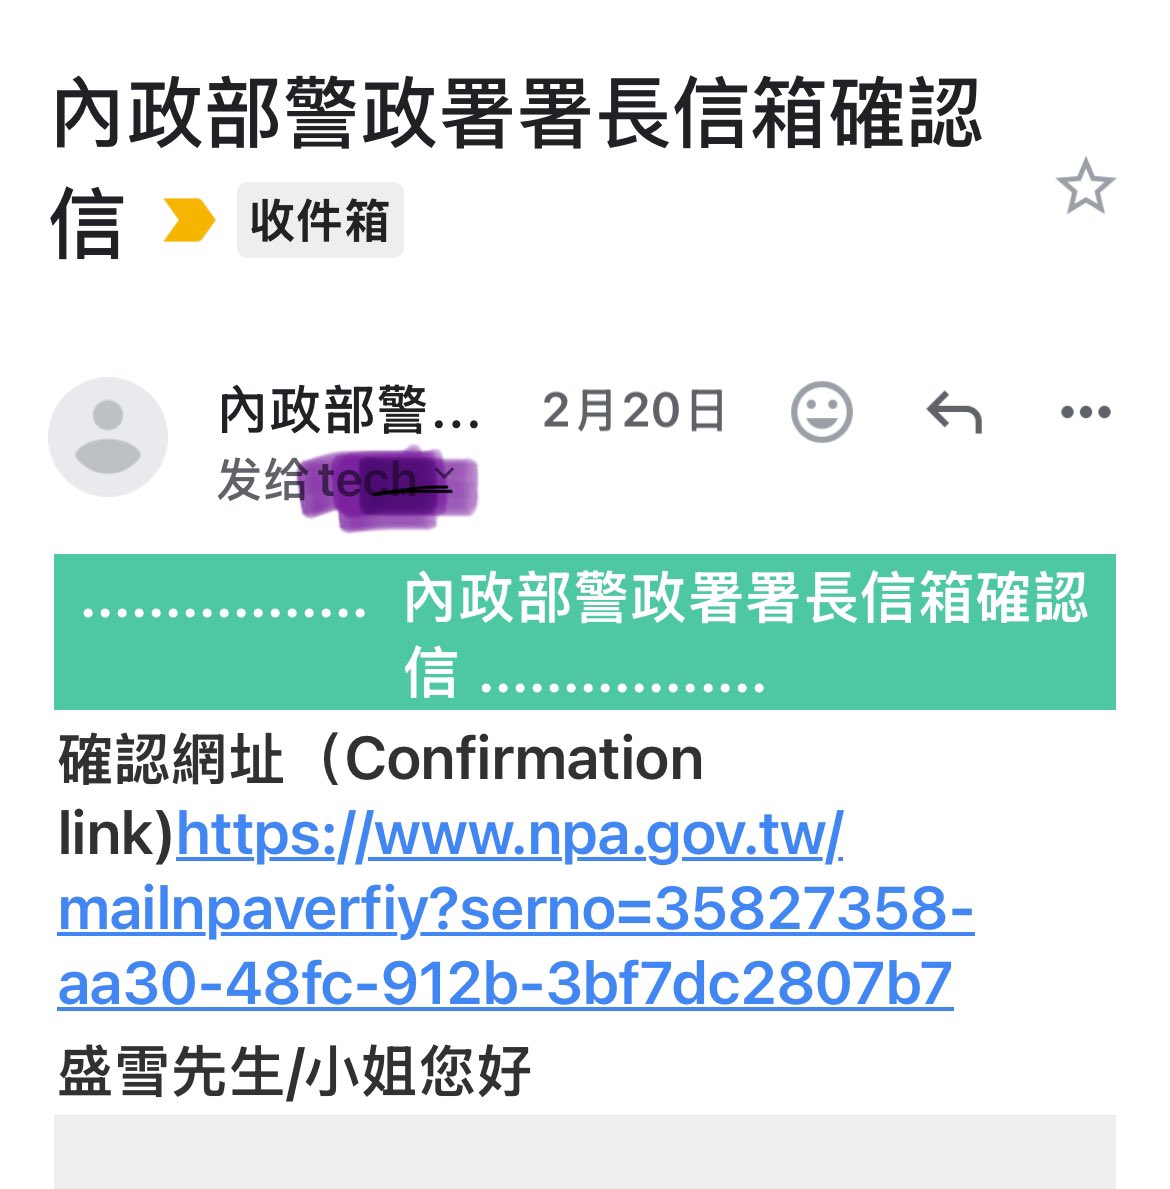 內政部警政署署長信箱確認
信 收件箱
內政部警... 2月20日
发给 tech
................. 內政部警政署署長信箱確認
信 .................
確認網址（Confirmation
link)https://www.npa.gov.tw/
mailnpaverfiy?serno=35827358-
aa30-48fc-912b-3bf7dc2807b7
盛雪先生/小姐您好